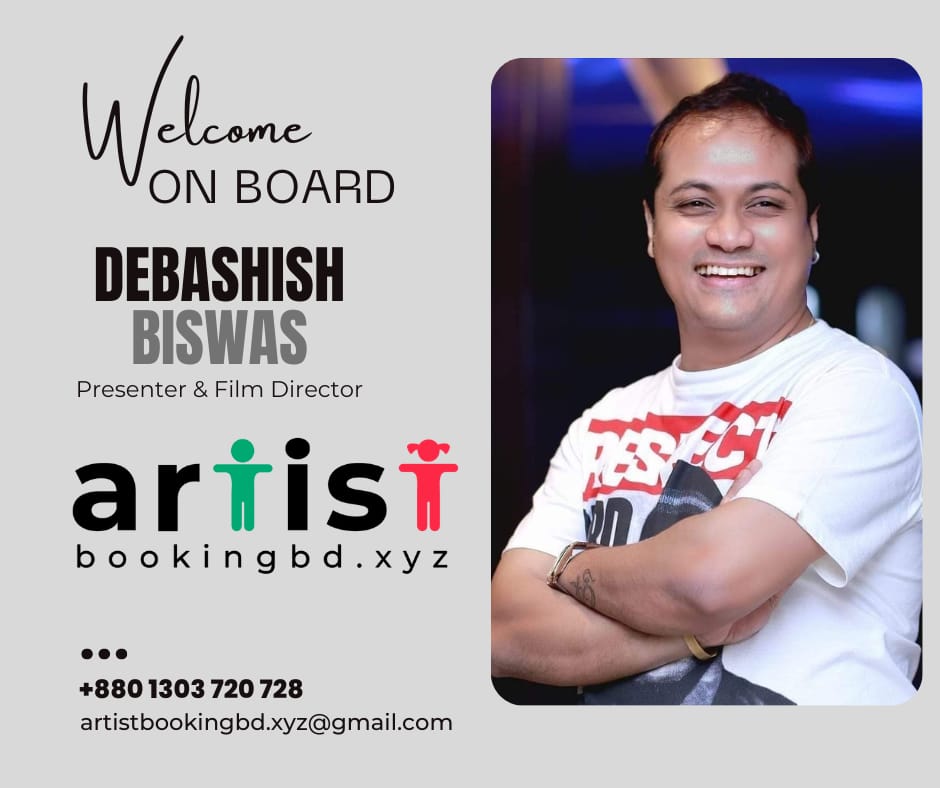 Welcome
ON BOARD
DEBASHISH
BISWAS
Presenter & Film Director
artist
bookingbd.xyz
+880 1303 720 728
artistbookingbd.xyz@gmail.com
RESPECT